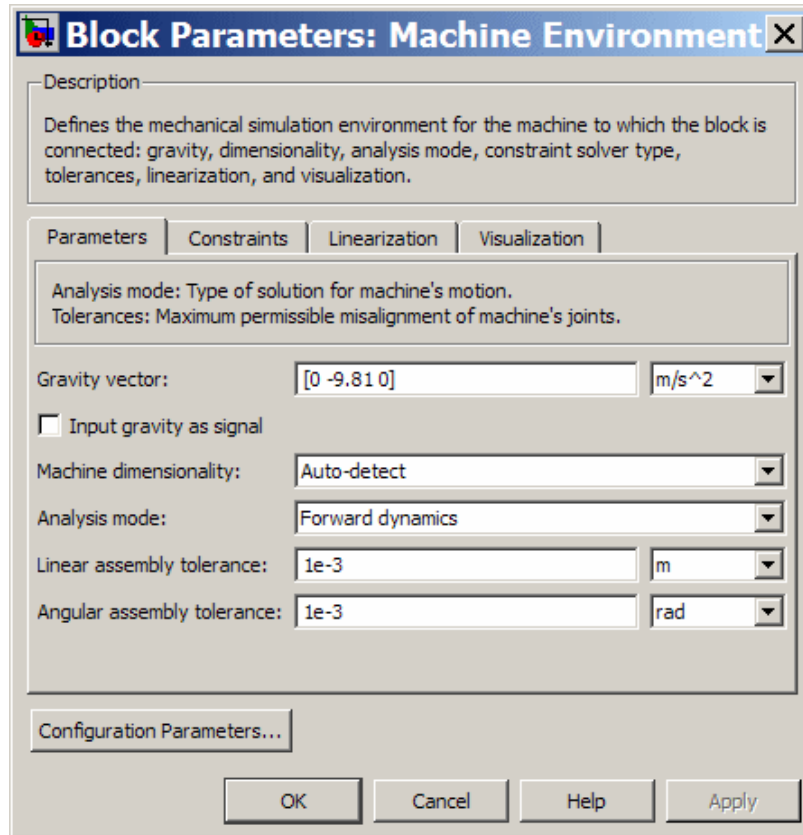 Block Parameters: Machine Environment
Description
Defines the mechanical simulation environment for the machine to which the block is
connected: gravity, dimensionality, analysis mode, constraint solver type,
tolerances, linearization, and visualization.
Parameters Constraints Linearization Visualization
Analysis mode: Type of solution for machine's motion.
Tolerances: Maximum permissible misalignment of machine's joints.
Gravity vector: [0 -9.81 0] m/s^2
Input gravity as signal
Machine dimensionality: Auto-detect
Analysis mode: Forward dynamics
Linear assembly tolerance: 1e-3 m
Angular assembly tolerance: 1e-3 rad
Configuration Parameters...
OK Cancel Help Apply